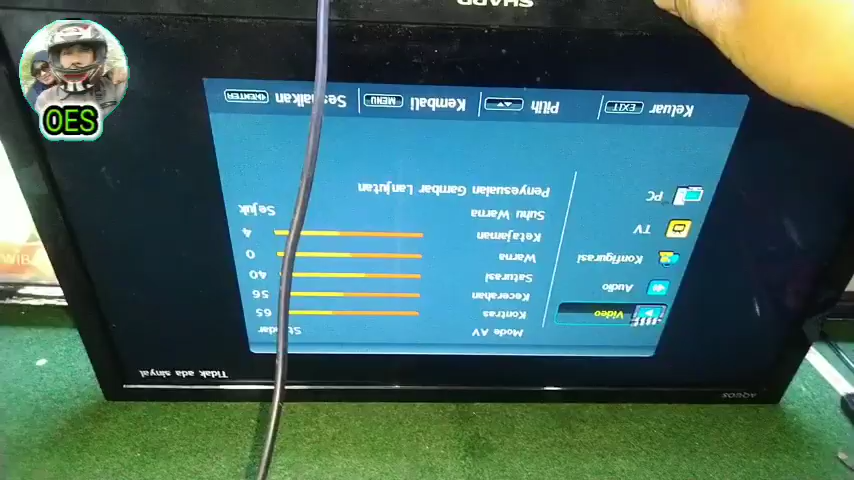 OES
SHARP
AQUOS
Tidak ada sinyal
Video
Audio
Konfigurasi
TV
PC
Mode AV Standar
Kontras 65
Kecerahan 56
Saturasi 40
Warna 0
Ketajaman 4
Suhu Warna Sejuk
Penyesuaian Gambar Lanjutan
Keluar EXIT Pilih Kembali MENU Sesuaikan ENTER